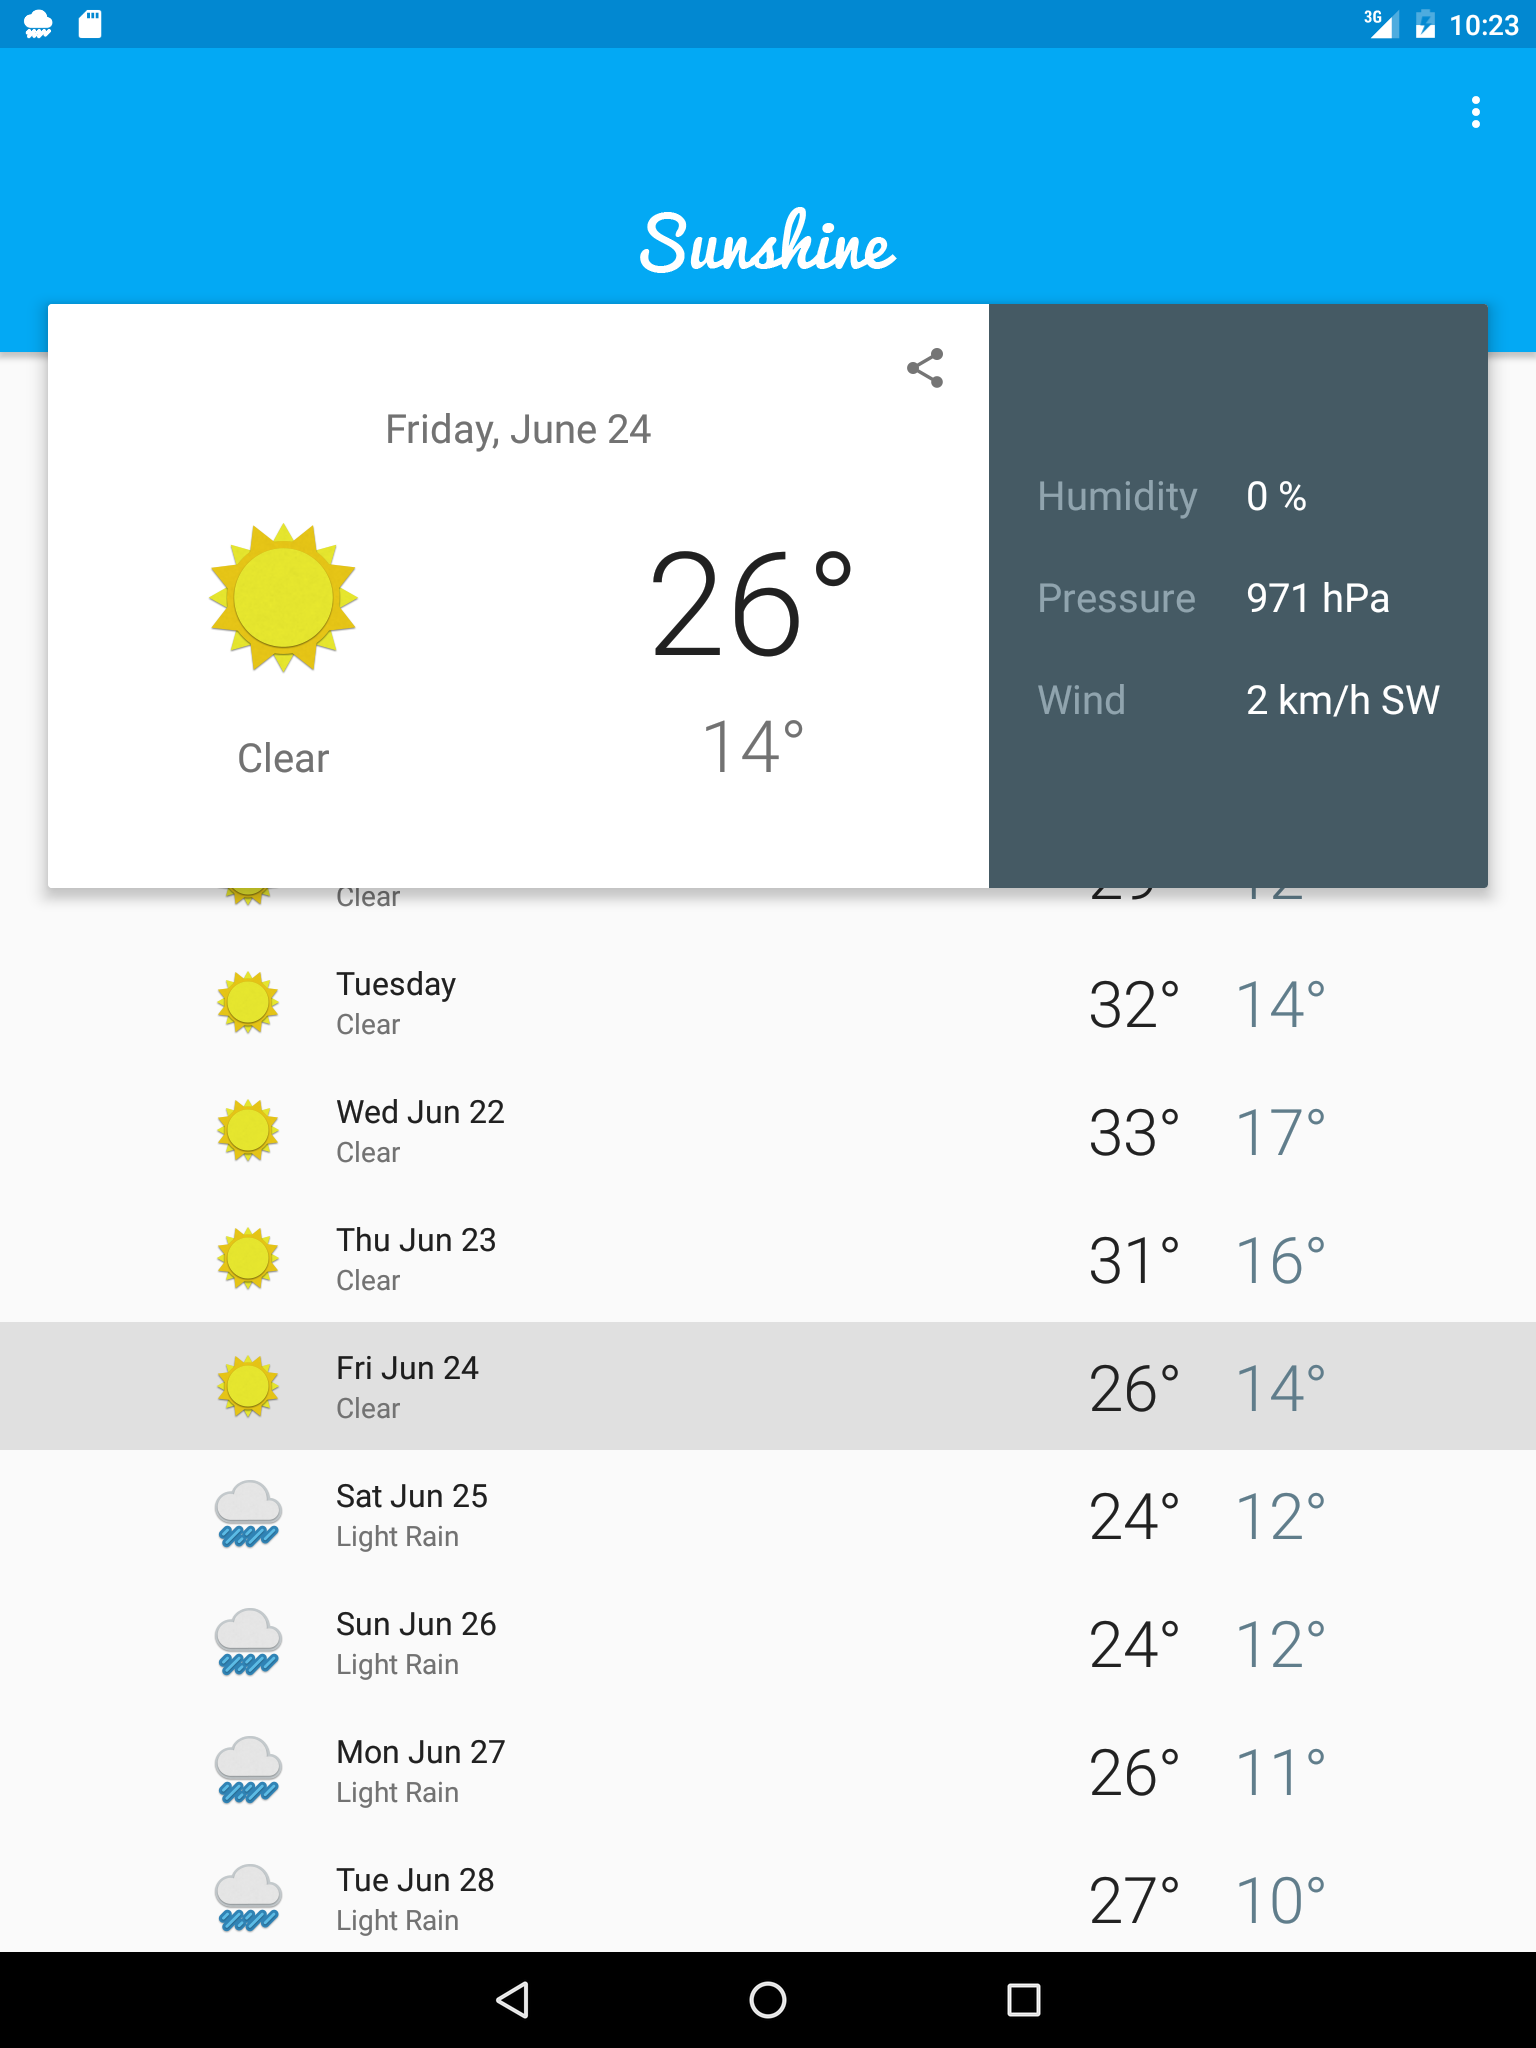 3G 10:23
Sunshine
Friday, June 24
26°
14°
Clear
Humidity 0 %
Pressure 971 hPa
Wind 2 km/h SW
Clear
Tuesday
Clear
32° 14°
Wed Jun 22
Clear
33° 17°
Thu Jun 23
Clear
31° 16°
Fri Jun 24
Clear
26° 14°
Sat Jun 25
Light Rain
24° 12°
Sun Jun 26
Light Rain
24° 12°
Mon Jun 27
Light Rain
26° 11°
Tue Jun 28
Light Rain
27° 10°